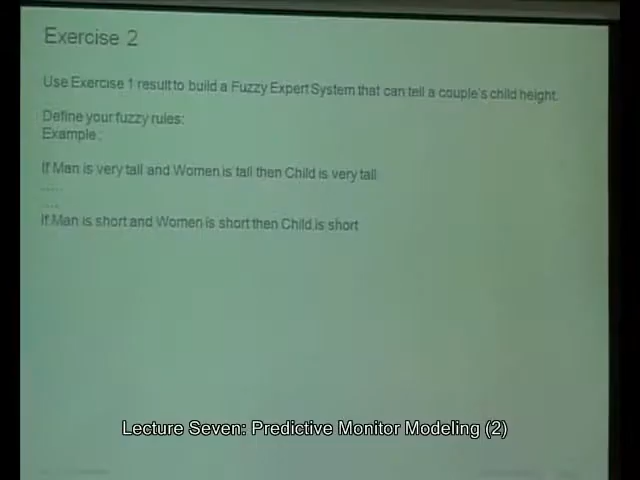 Exercise 2
Use Exercise 1 result to build a Fuzzy Expert System that can tell a couple's child height.
Define your fuzzy rules:
Example :
If Man is very tall and Women is tall then Child is very tall
.....
....
If Man is short and Women is short then Child is short
Lecture Seven: Predictive Monitor Modeling (2)